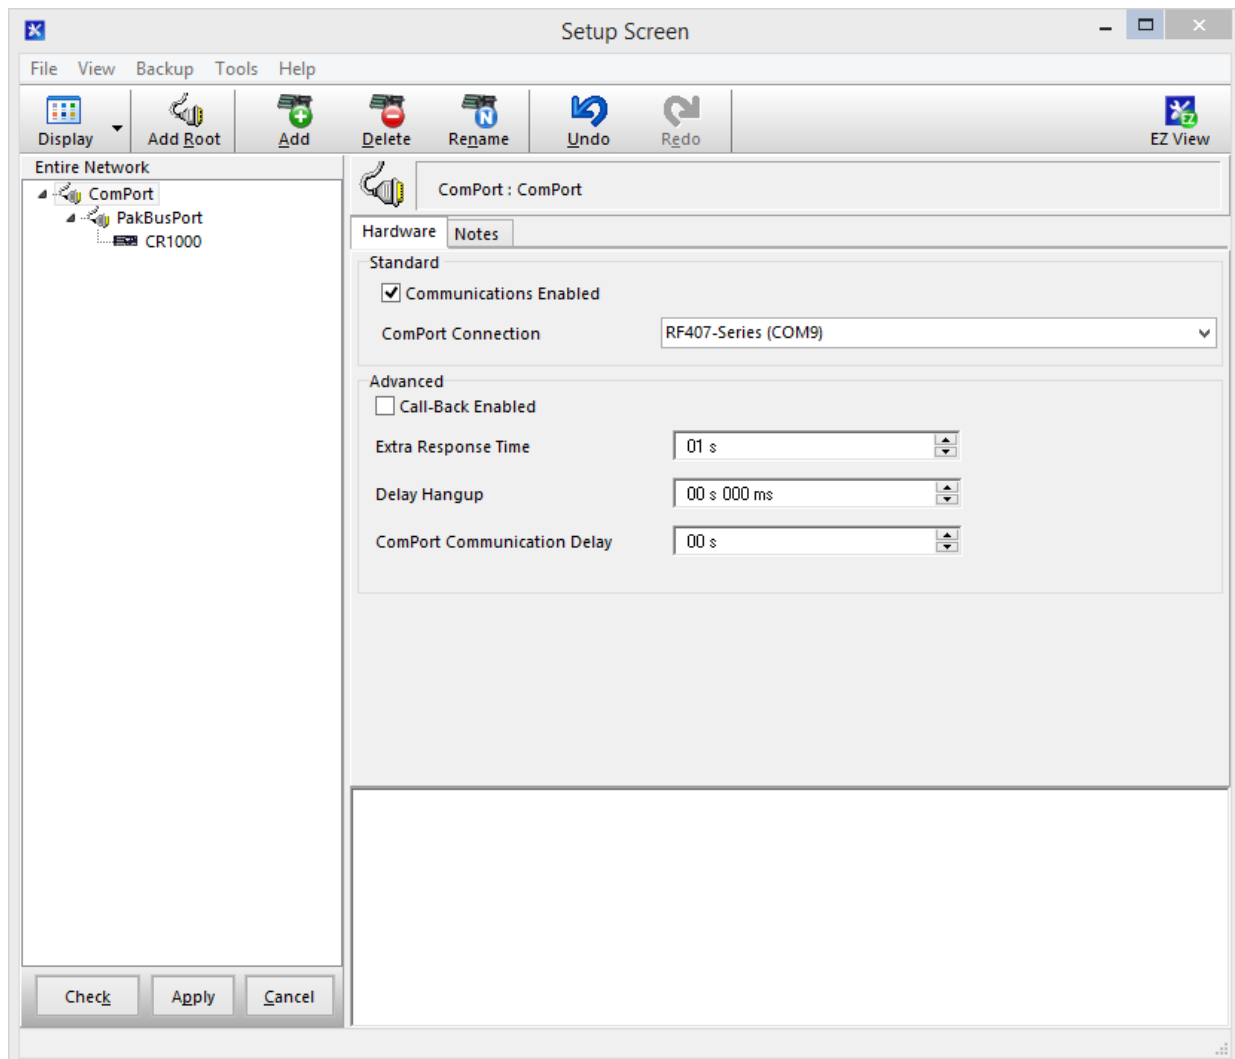 Setup Screen
File View Backup Tools Help
Display Add Root Add Delete Rename Undo Redo EZ View
Entire Network
ComPort
PakBusPort
CR1000
ComPort : ComPort
Hardware Notes
Standard
Communications Enabled
ComPort Connection RF407-Series (COM9)
Advanced
Call-Back Enabled
Extra Response Time 01 s
Delay Hangup 00 s 000 ms
ComPort Communication Delay 00 s
Check Apply Cancel